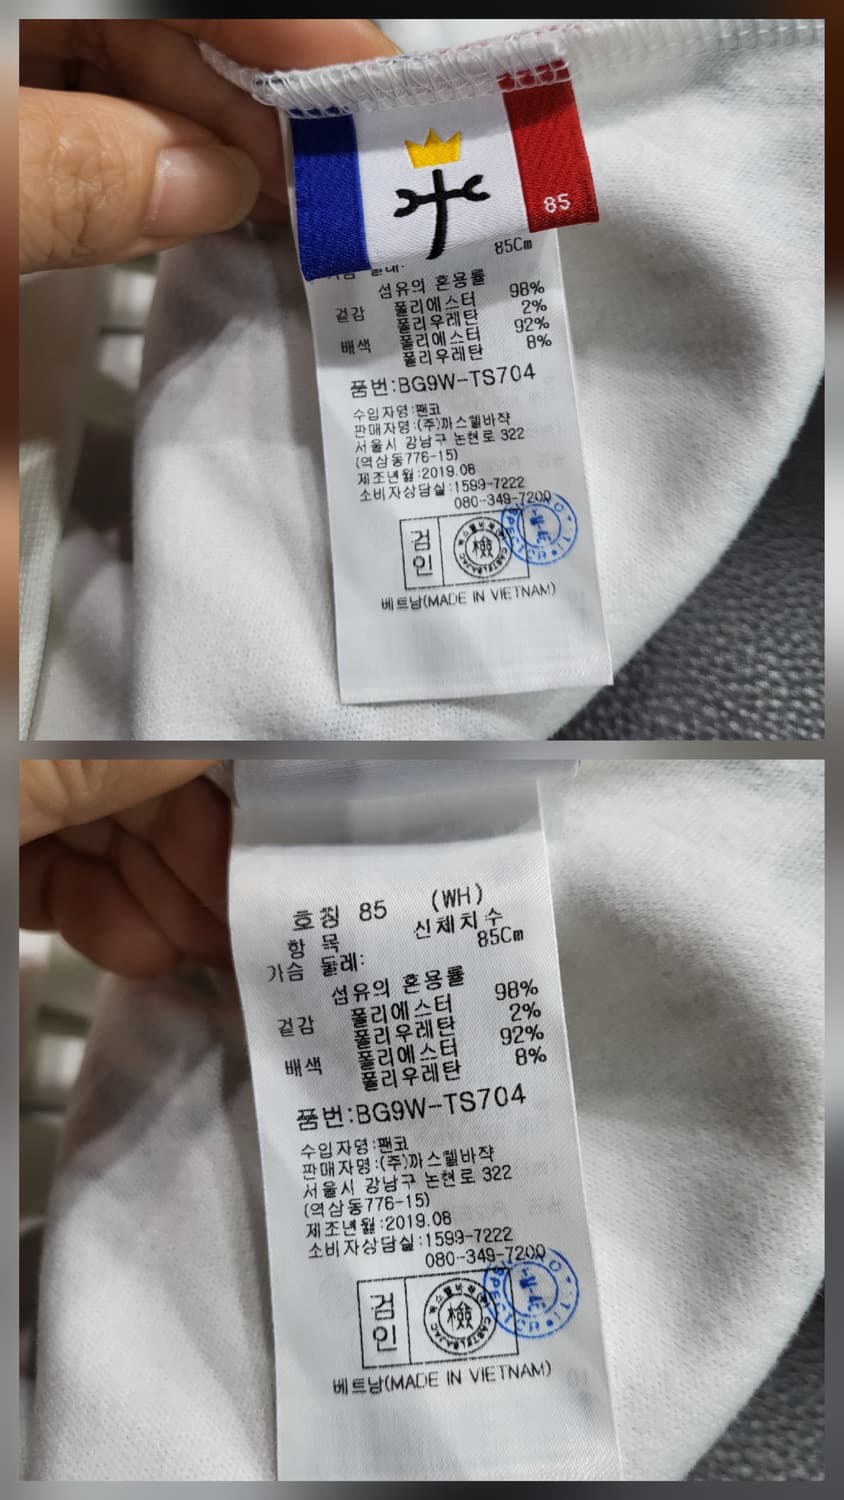 85
85Cm
섬유의 혼용률
겉감 폴리에스터 98%
폴리우레탄 2%
배색 폴리에스터 92%
폴리우레탄 8%
품번:BG9W-TS704
수입자명:팬코
판매자명:(주)까스텔바쟉
서울시 강남구 논현로 322
(역삼동776-15)
제조년월:2019.08
소비자상담실:1599-7222
080-349-7200
검인
檢
CASTELBAJAC
베트남(MADE IN VIETNAM)
호칭 85 (WH)
항 목 신체치수
가슴 둘레: 85Cm
섬유의 혼용률
겉감 폴리에스터 98%
폴리우레탄 2%
배색 폴리에스터 92%
폴리우레탄 8%
품번:BG9W-TS704
수입자명:팬코
판매자명:(주)까스텔바쟉
서울시 강남구 논현로 322
(역삼동776-15)
제조년월:2019.08
소비자상담실:1599-7222
080-349-7200
검인
檢
CASTELBAJAC
베트남(MADE IN VIETNAM)